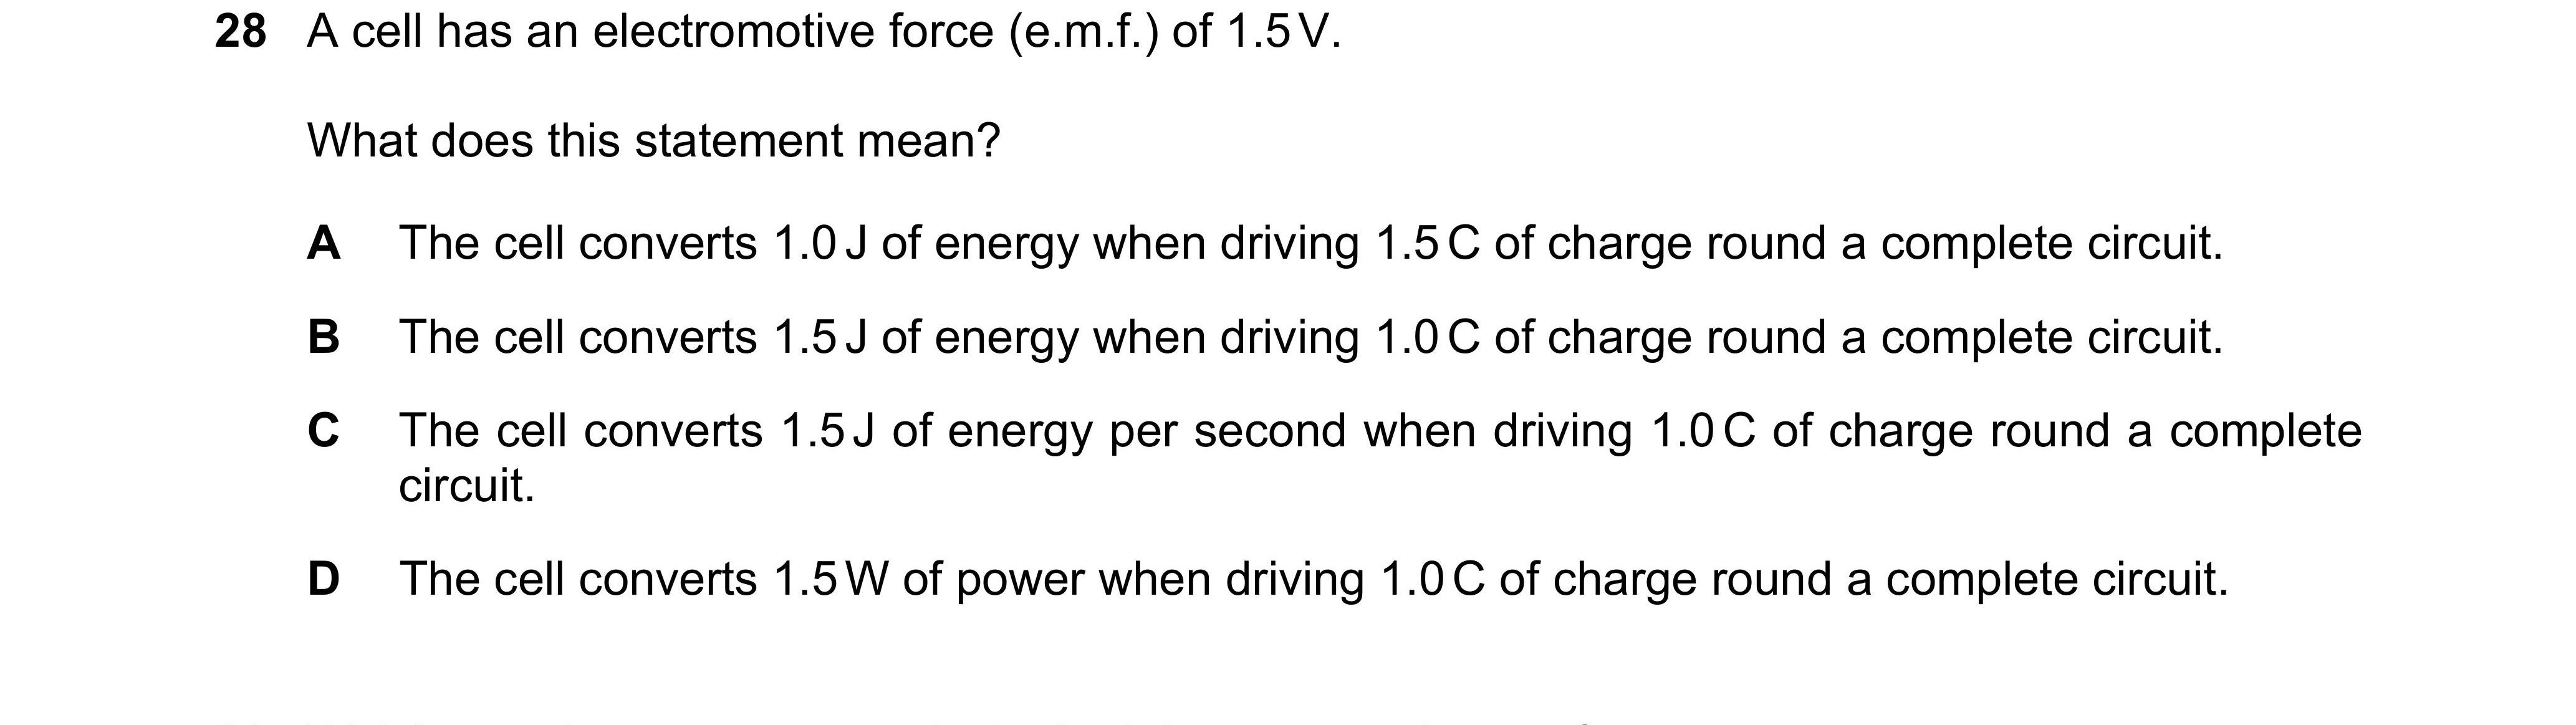 28 A cell has an electromotive force (e.m.f.) of 1.5 V.
What does this statement mean?
A The cell converts 1.0 J of energy when driving 1.5 C of charge round a complete circuit.
B The cell converts 1.5 J of energy when driving 1.0 C of charge round a complete circuit.
C The cell converts 1.5 J of energy per second when driving 1.0 C of charge round a complete
circuit.
D The cell converts 1.5 W of power when driving 1.0 C of charge round a complete circuit.